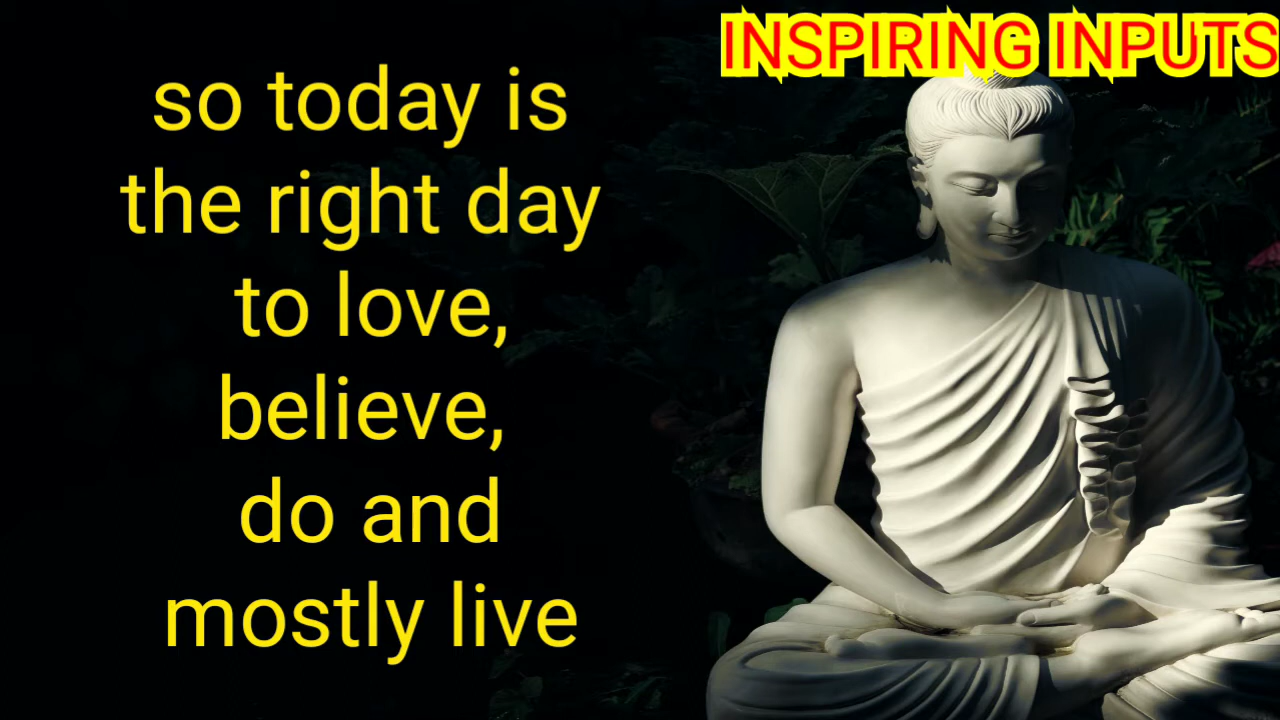 INSPIRING INPUTS
so today is
the right day
to love,
believe,
do and
mostly live